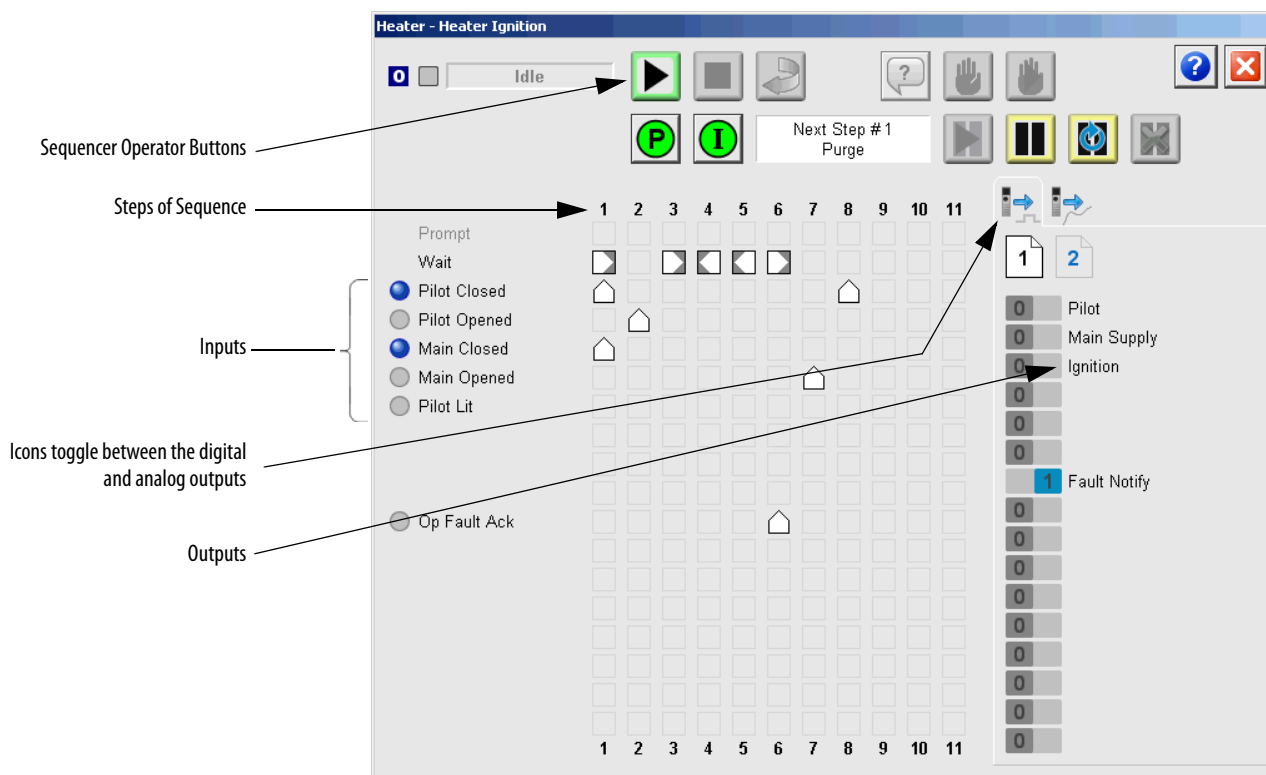 Heater - Heater Ignition
O
Idle
?
?
Sequencer Operator Buttons
P
I
Next Step # 1
Purge
Steps of Sequence
1 2 3 4 5 6 7 8 9 10 11
Prompt
Wait
1 2
Inputs
Pilot Closed
Pilot Opened
Main Closed
Main Opened
Pilot Lit
0 Pilot
0 Main Supply
0 Ignition
0
0
0
Icons toggle between the digital
and analog outputs
1 Fault Notify
Op Fault Ack
0
Outputs
0
0
0
0
0
0
0
0
1 2 3 4 5 6 7 8 9 10 11